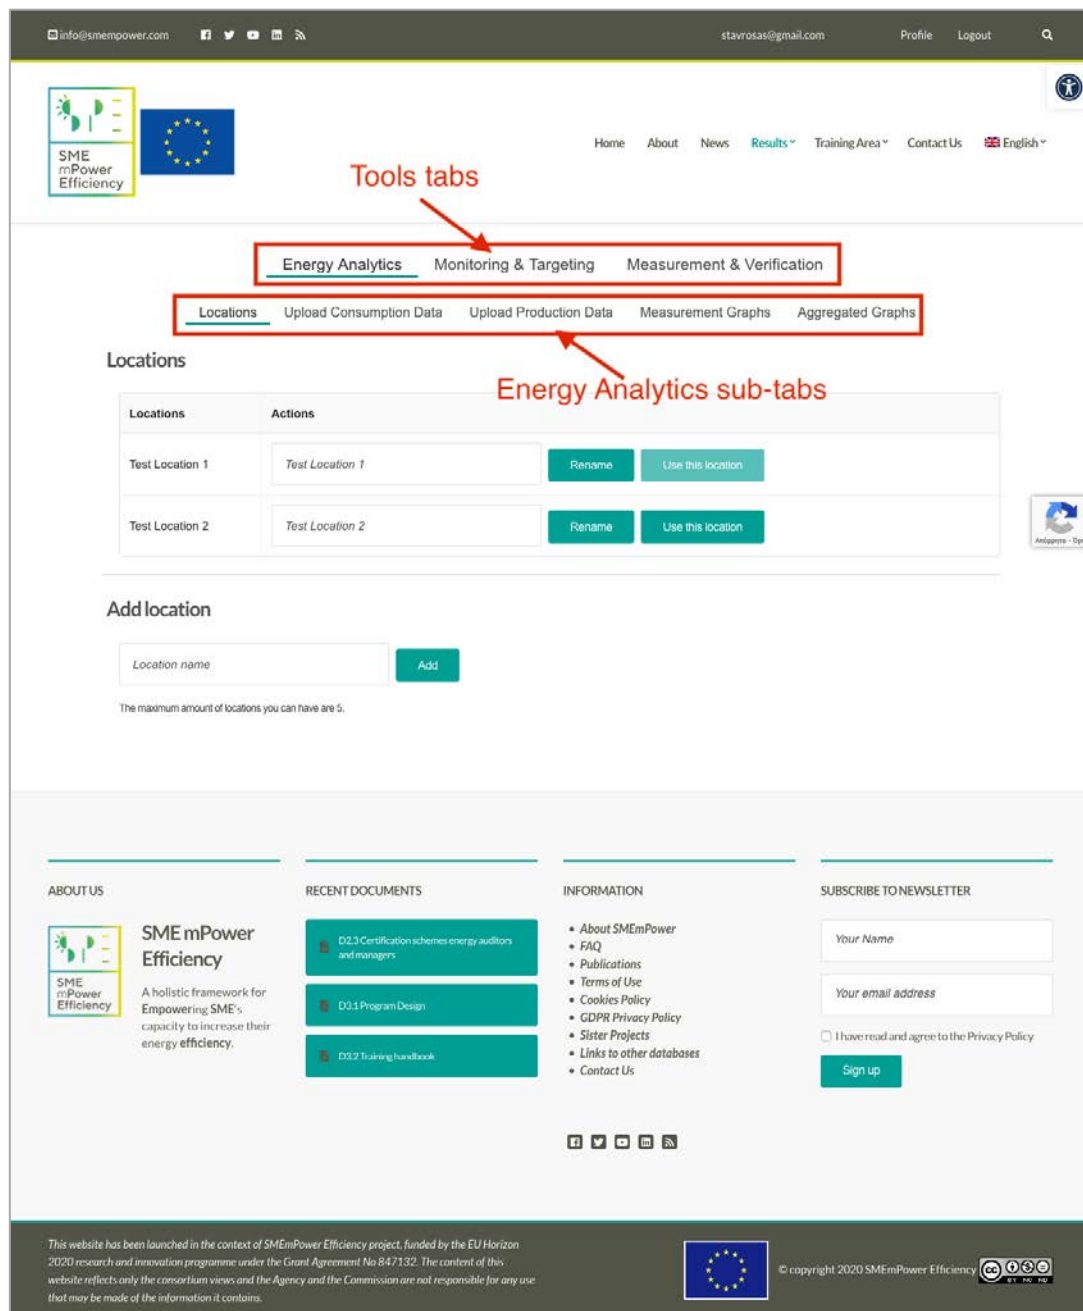 info@smempower.com
stavrosas@gmail.com Profile Logout
SME
mPower
Efficiency
Home About News Results Training Area Contact Us English
Tools tabs
Energy Analytics Monitoring & Targeting Measurement & Verification
Locations Upload Consumption Data Upload Production Data Measurement Graphs Aggregated Graphs
Energy Analytics sub-tabs
Locations
Locations Actions
Test Location 1 Test Location 1 Rename Use this location
Test Location 2 Test Location 2 Rename Use this location
Απόρρητο - Όροι
Add location
Location name Add
The maximum amount of locations you can have are 5.
ABOUT US
SME
mPower
Efficiency
SME mPower
Efficiency
A holistic framework for
Empowering SME's
capacity to increase their
energy efficiency.
RECENT DOCUMENTS
D2.3 Certification schemes energy auditors
and managers
D3.1 Program Design
D3.2 Training handbook
INFORMATION
• About SMEmPower
• FAQ
• Publications
• Terms of Use
• Cookies Policy
• GDPR Privacy Policy
• Sister Projects
• Links to other databases
• Contact Us
SUBSCRIBE TO NEWSLETTER
Your Name
Your email address
I have read and agree to the Privacy Policy
Sign up
This website has been launched in the context of SMEmPower Efficiency project, funded by the EU Horizon
2020 research and innovation programme under the Grant Agreement No 847132. The content of this
website reflects only the consortium views and the Agency and the Commission are not responsible for any use
that may be made of the information it contains.
© copyright 2020 SMEmPower Efficiency
CC
BY NC ND